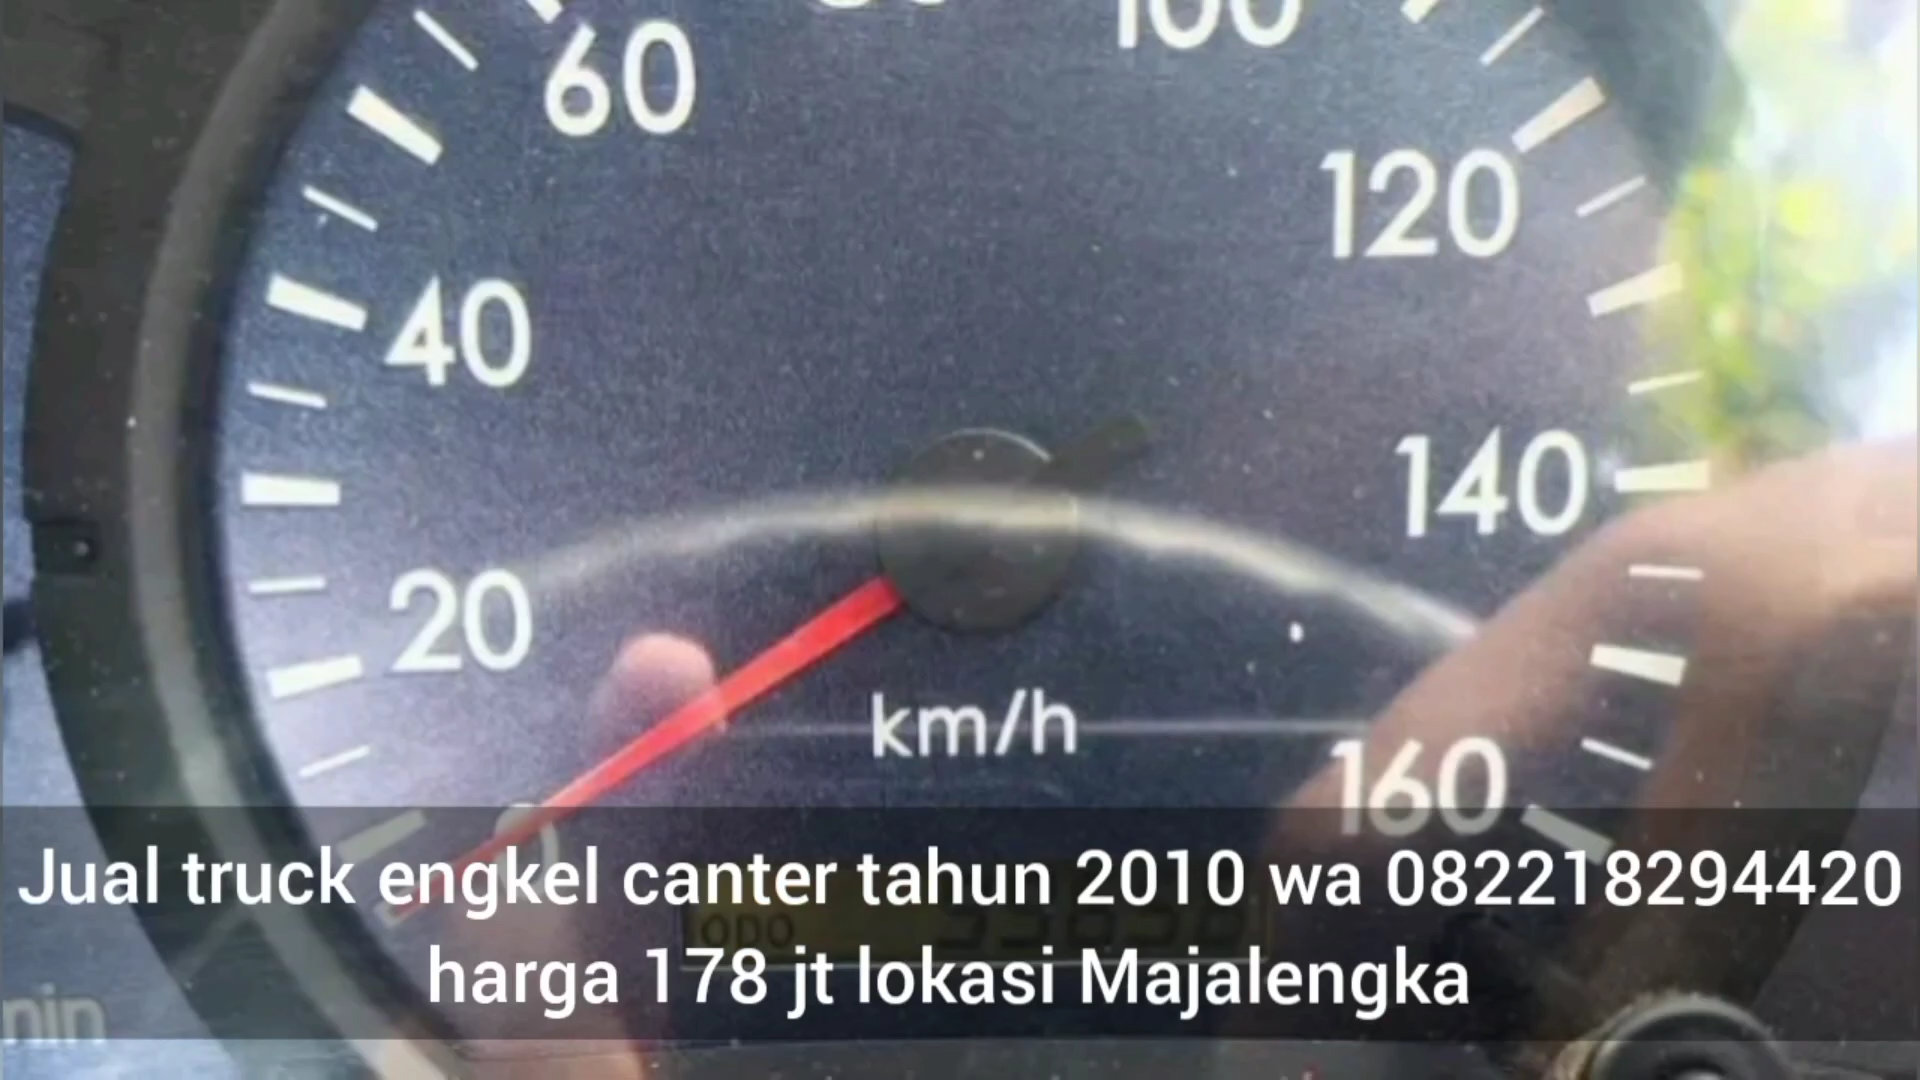 60
100
120
40
140
20
km/h
160
Jual truck engkel canter tahun 2010 wa 082218294420
ODO
harga 178 jt lokasi Majalengka